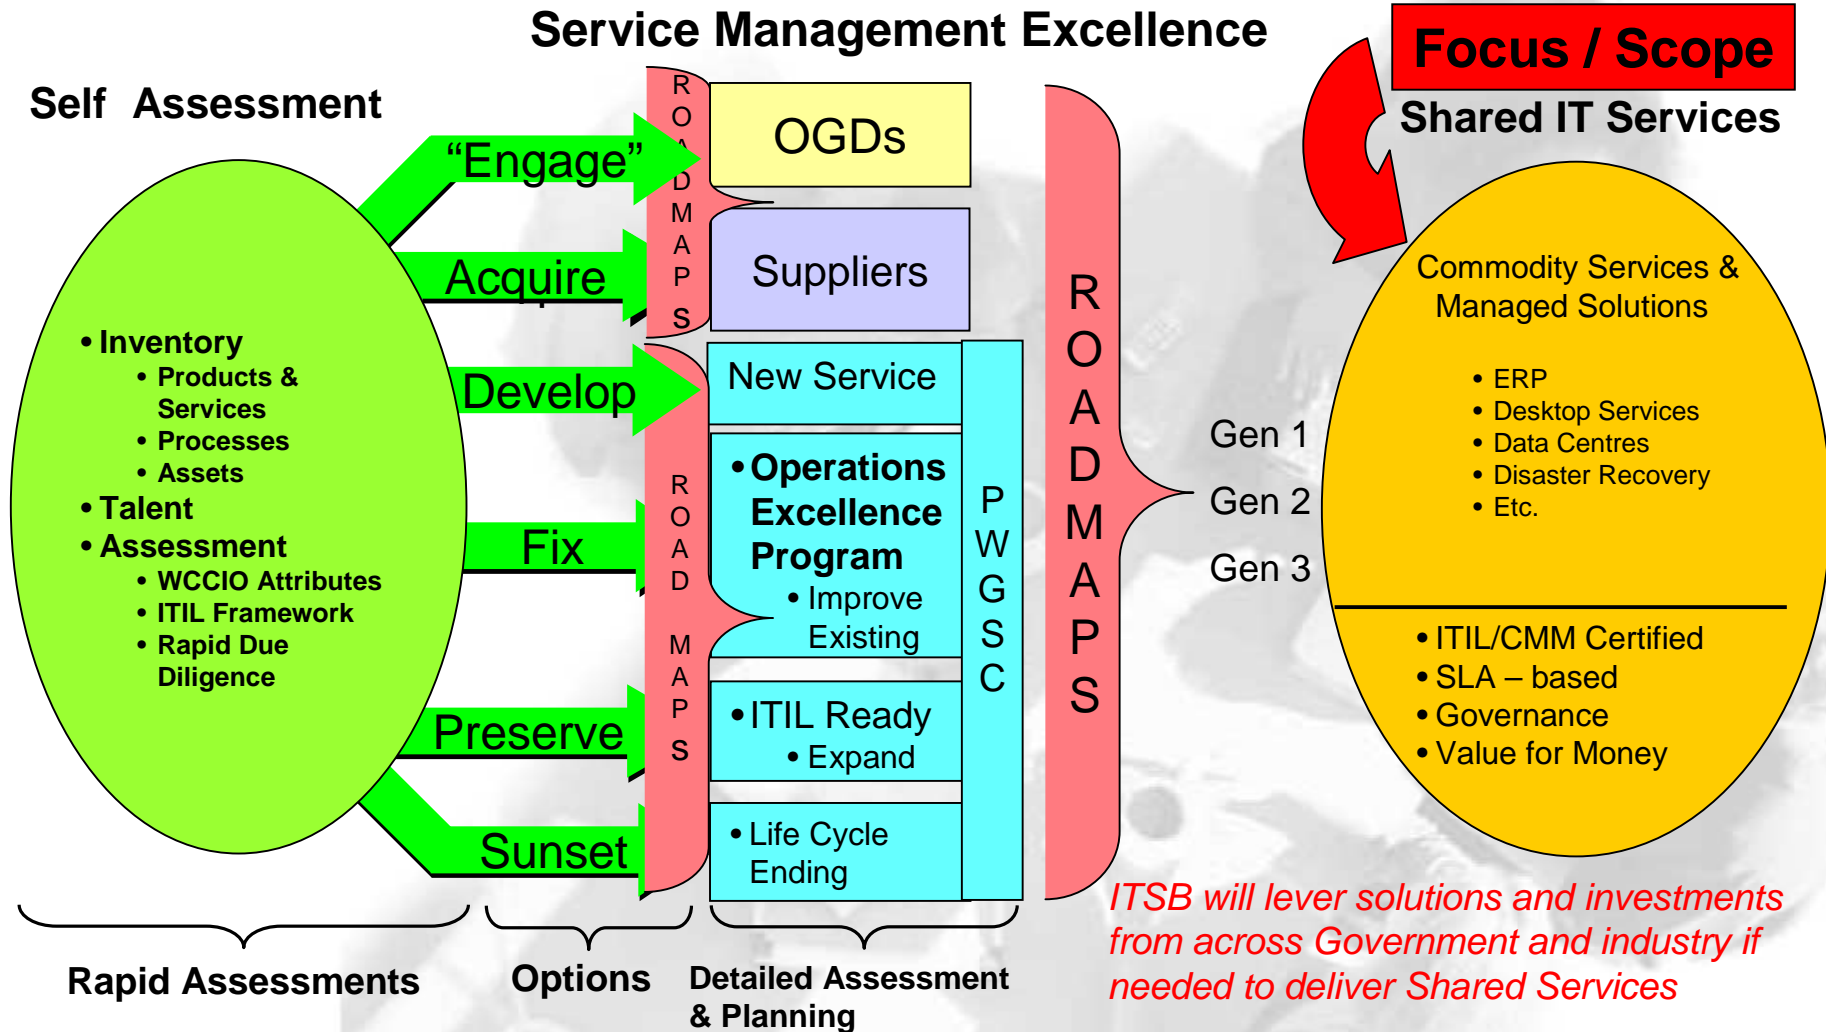 Service Management Excellence
Focus / Scope
Self Assessment
Shared IT Services
• Inventory
• Products &
Services
• Processes
• Assets
• Talent
• Assessment
• WCCIO Attributes
• ITIL Framework
• Rapid Due
Diligence
“Engage”
Acquire
Develop
Fix
Preserve
Sunset
ROADMAPS
ROAD MAPS
OGDs
Suppliers
New Service
• Operations
Excellence
Program
• Improve
Existing
• ITIL Ready
• Expand
• Life Cycle
Ending
PWGSC
ROADMAPS
Gen 1
Gen 2
Gen 3
Commodity Services &
Managed Solutions
• ERP
• Desktop Services
• Data Centres
• Disaster Recovery
• Etc.
• ITIL/CMM Certified
• SLA – based
• Governance
• Value for Money
Rapid Assessments
Options
Detailed Assessment
& Planning
ITSB will lever solutions and investments
from across Government and industry if
needed to deliver Shared Services